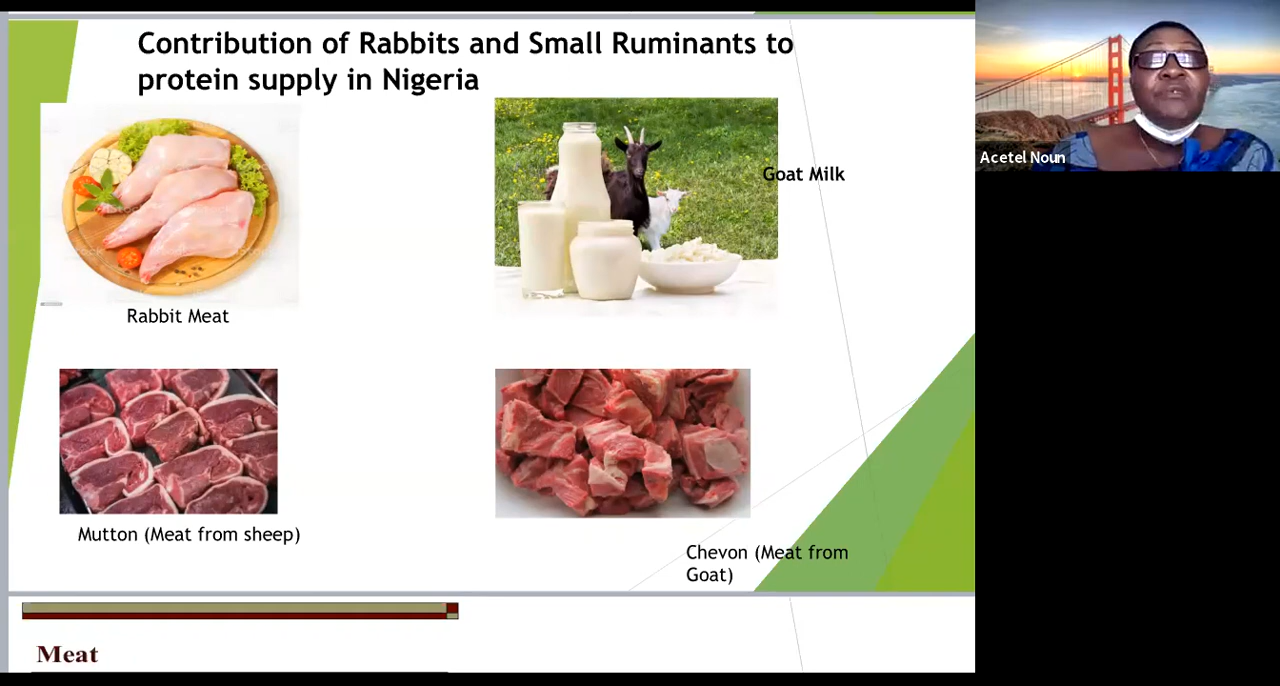 Contribution of Rabbits and Small Ruminants to
protein supply in Nigeria
Acetel Noun
Goat Milk
Rabbit Meat
Mutton (Meat from sheep)
Chevon (Meat from
Goat)
Meat